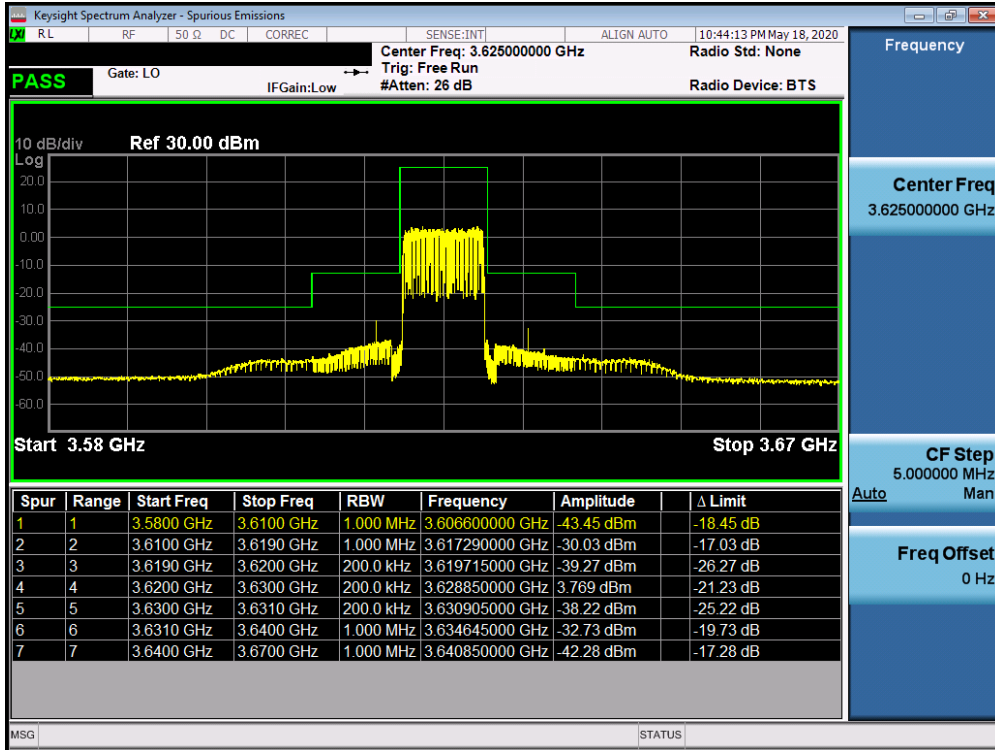 Keysight Spectrum Analyzer - Spurious Emissions
LXI RL RF 50 Ω DC CORREC SENSE:INT ALIGN AUTO 10:44:13 PM May 18, 2020
Center Freq: 3.625000000 GHz Radio Std: None
Gate: LO Trig: Free Run
PASS IFGain:Low #Atten: 26 dB Radio Device: BTS
10 dB/div Ref 30.00 dBm
Log
20.0
10.0
0.00
-10.0
-20.0
-30.0
-40.0
-50.0
-60.0
Start 3.58 GHz Stop 3.67 GHz
Spur Range Start Freq Stop Freq RBW Frequency Amplitude Δ Limit
1 1 3.5800 GHz 3.6100 GHz 1.000 MHz 3.606600000 GHz -43.45 dBm -18.45 dB
2 2 3.6100 GHz 3.6190 GHz 1.000 MHz 3.617290000 GHz -30.03 dBm -17.03 dB
3 3 3.6190 GHz 3.6200 GHz 200.0 kHz 3.619715000 GHz -39.27 dBm -26.27 dB
4 4 3.6200 GHz 3.6300 GHz 200.0 kHz 3.628850000 GHz 3.769 dBm -21.23 dB
5 5 3.6300 GHz 3.6310 GHz 200.0 kHz 3.630905000 GHz -38.22 dBm -25.22 dB
6 6 3.6310 GHz 3.6400 GHz 1.000 MHz 3.634645000 GHz -32.73 dBm -19.73 dB
7 7 3.6400 GHz 3.6700 GHz 1.000 MHz 3.640850000 GHz -42.28 dBm -17.28 dB
MSG STATUS
Frequency
Center Freq
3.625000000 GHz
CF Step
5.000000 MHz
Auto Man
Freq Offset
0 Hz